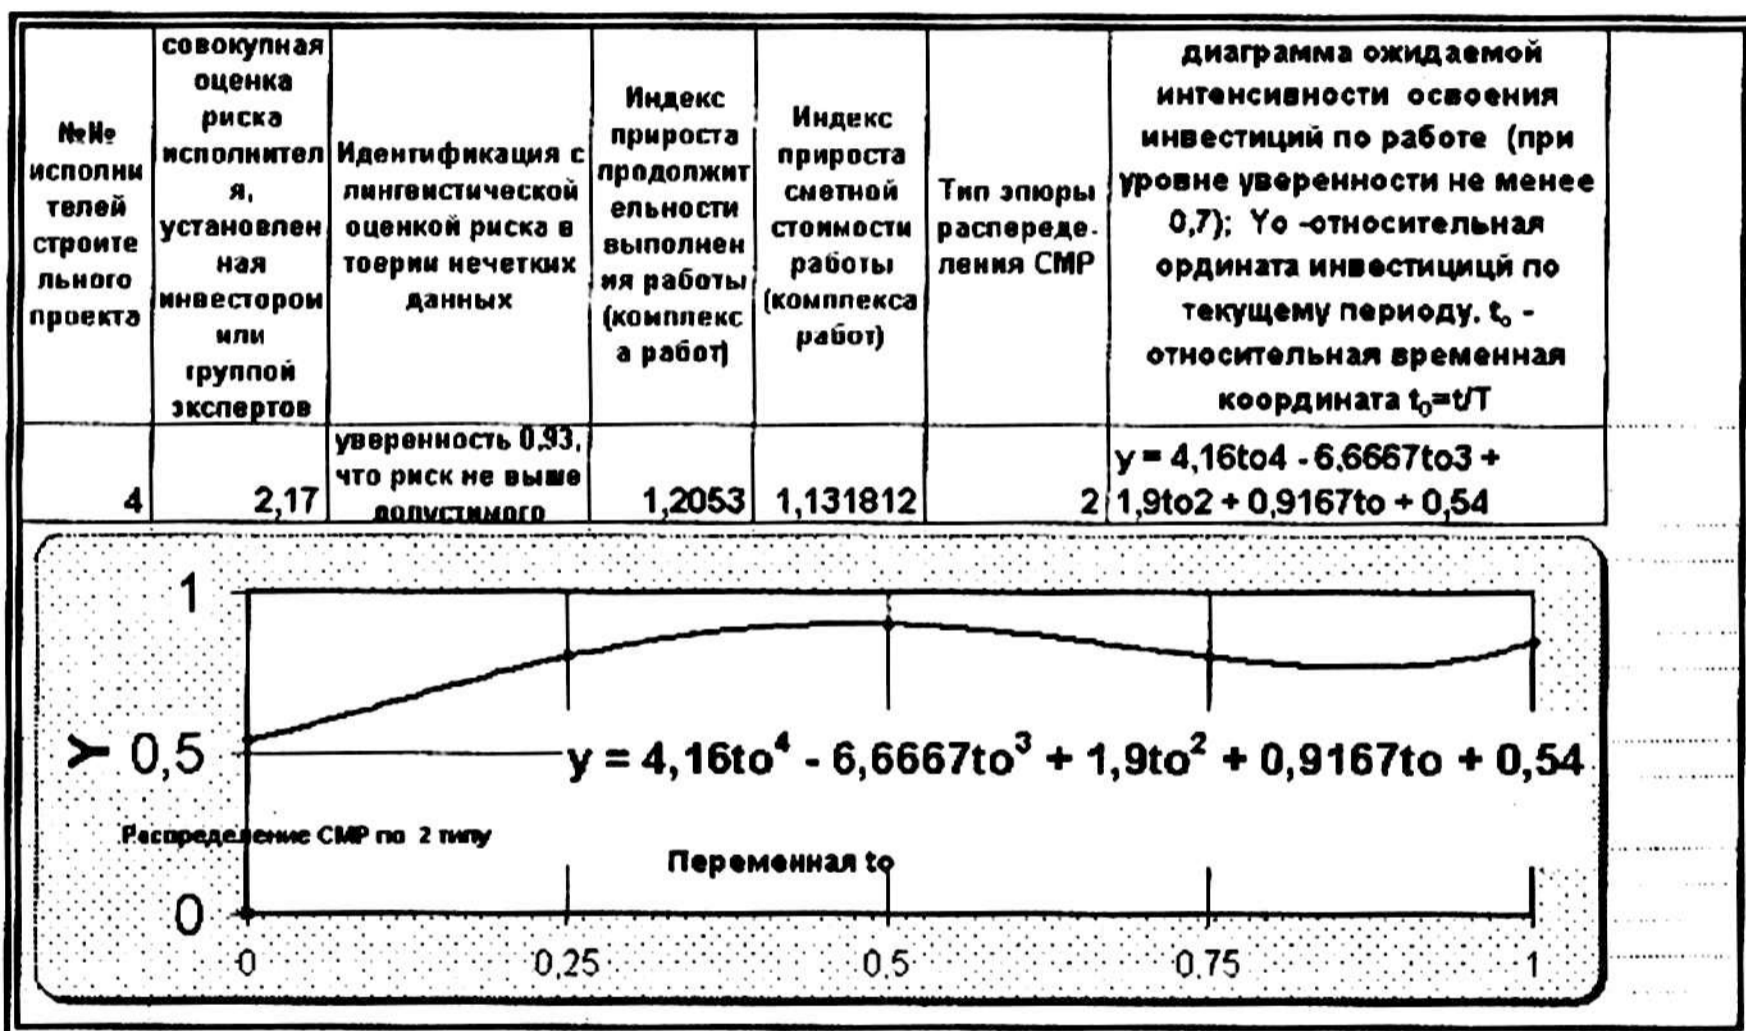 №№
исполни
телей
строите
льного
проекта
совокупная
оценка
риска
исполнител
я,
установлен
ная
инвестором
или
группой
экспертов
Идентификация с
лингвистической
оценкой риска в
тоерии нечетких
данных
Индекс
прироста
продолжит
ельности
выполнен
ия работы
(комплекс
а работ)
Индекс
прироста
сметной
стоимости
работы
(комплекса
работ)
Тип эпюры
распереде-
ления СМР
диаграмма ожидаемой
интенсивности освоения
инвестиций по работе (при
уровне уверенности не менее
0,7); Yo -относительная
ордината инвестициций по
текущему периоду. t₀ -
относительная временная
координата t₀=t/T
4
2,17
уверенность 0,93,
что риск не выше
допустимого
1,2053
1,131812
2
y = 4,16to4 - 6,6667to3 +
1,9to2 + 0,9167to + 0,54
1
Y 0,5
y = 4,16to⁴ - 6,6667to³ + 1,9to² + 0,9167to + 0,54
Распределение СМР по 2 типу
Переменная to
0
0 0,25 0,5 0,75 1